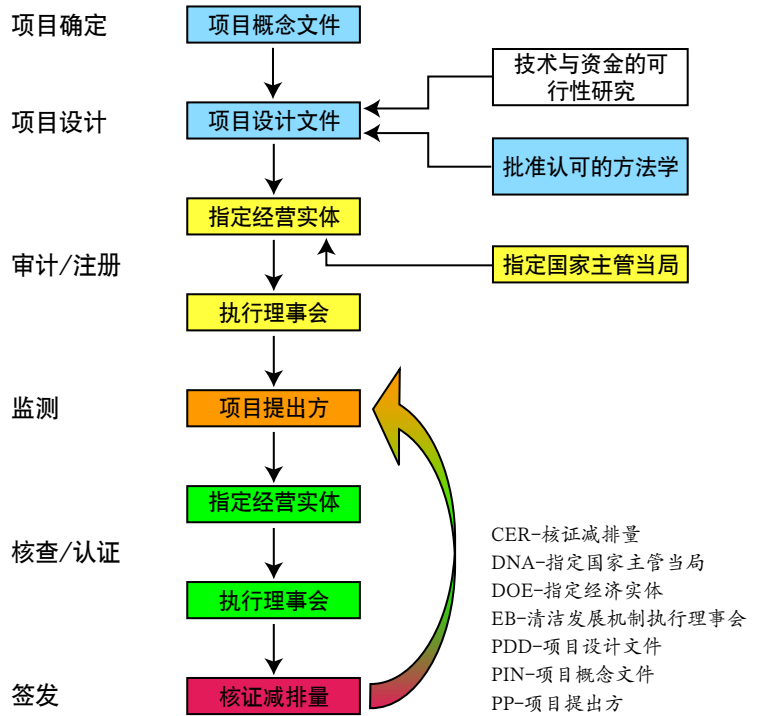 项目确定
项目概念文件
技术与资金的可
行性研究
项目设计
项目设计文件
批准认可的方法学
指定经营实体
审计/注册
指定国家主管当局
执行理事会
监测
项目提出方
指定经营实体
核查/认证
执行理事会
签发
核证减排量
CER-核证减排量
DNA-指定国家主管当局
DOE-指定经济实体
EB-清洁发展机制执行理事会
PDD-项目设计文件
PIN-项目概念文件
PP-项目提出方